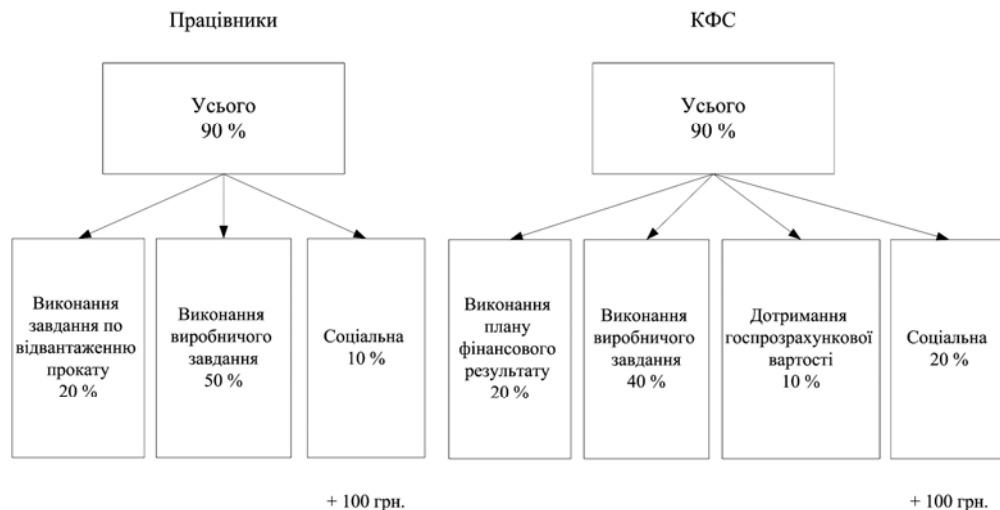 Працівники
Усього
90 %
Виконання
завдання по
відвантаженню
прокату
20 %
Виконання
виробничого
завдання
50 %
Соціальна
10 %
+ 100 грн.
КФС
Усього
90 %
Виконання
плану
фінансового
результату
20 %
Виконання
виробничого
завдання
40 %
Дотримання
госпрозрахункової
вартості
10 %
Соціальна
20 %
+ 100 грн.